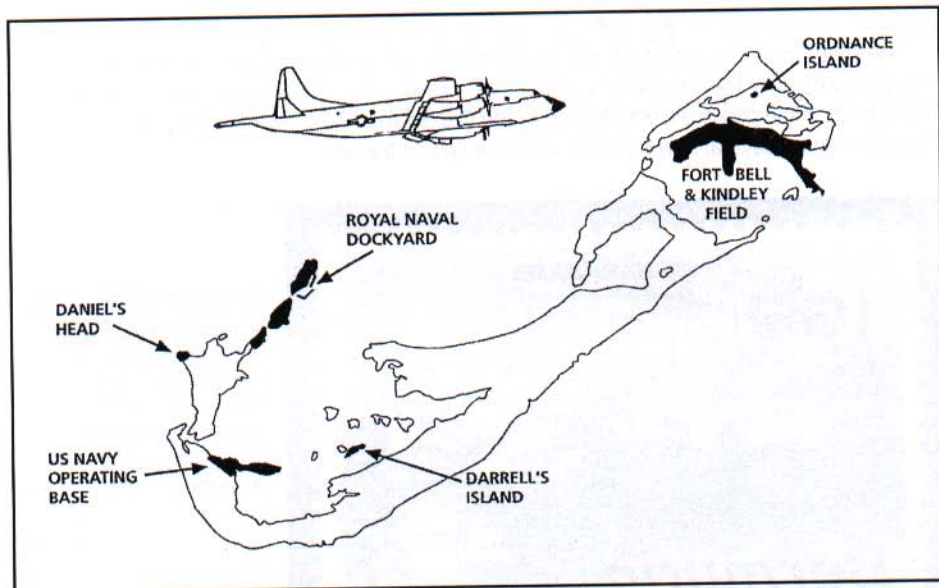 ORDNANCE
ISLAND
FORT BELL
& KINDLEY
FIELD
ROYAL NAVAL
DOCKYARD
DANIEL'S
HEAD
US NAVY
OPERATING
BASE
DARRELL'S
ISLAND